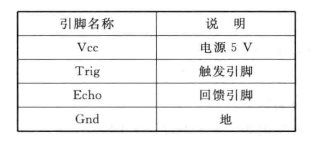 引脚名称 说 明
Vcc 电源 5 V
Trig 触发引脚
Echo 回馈引脚
Gnd 地